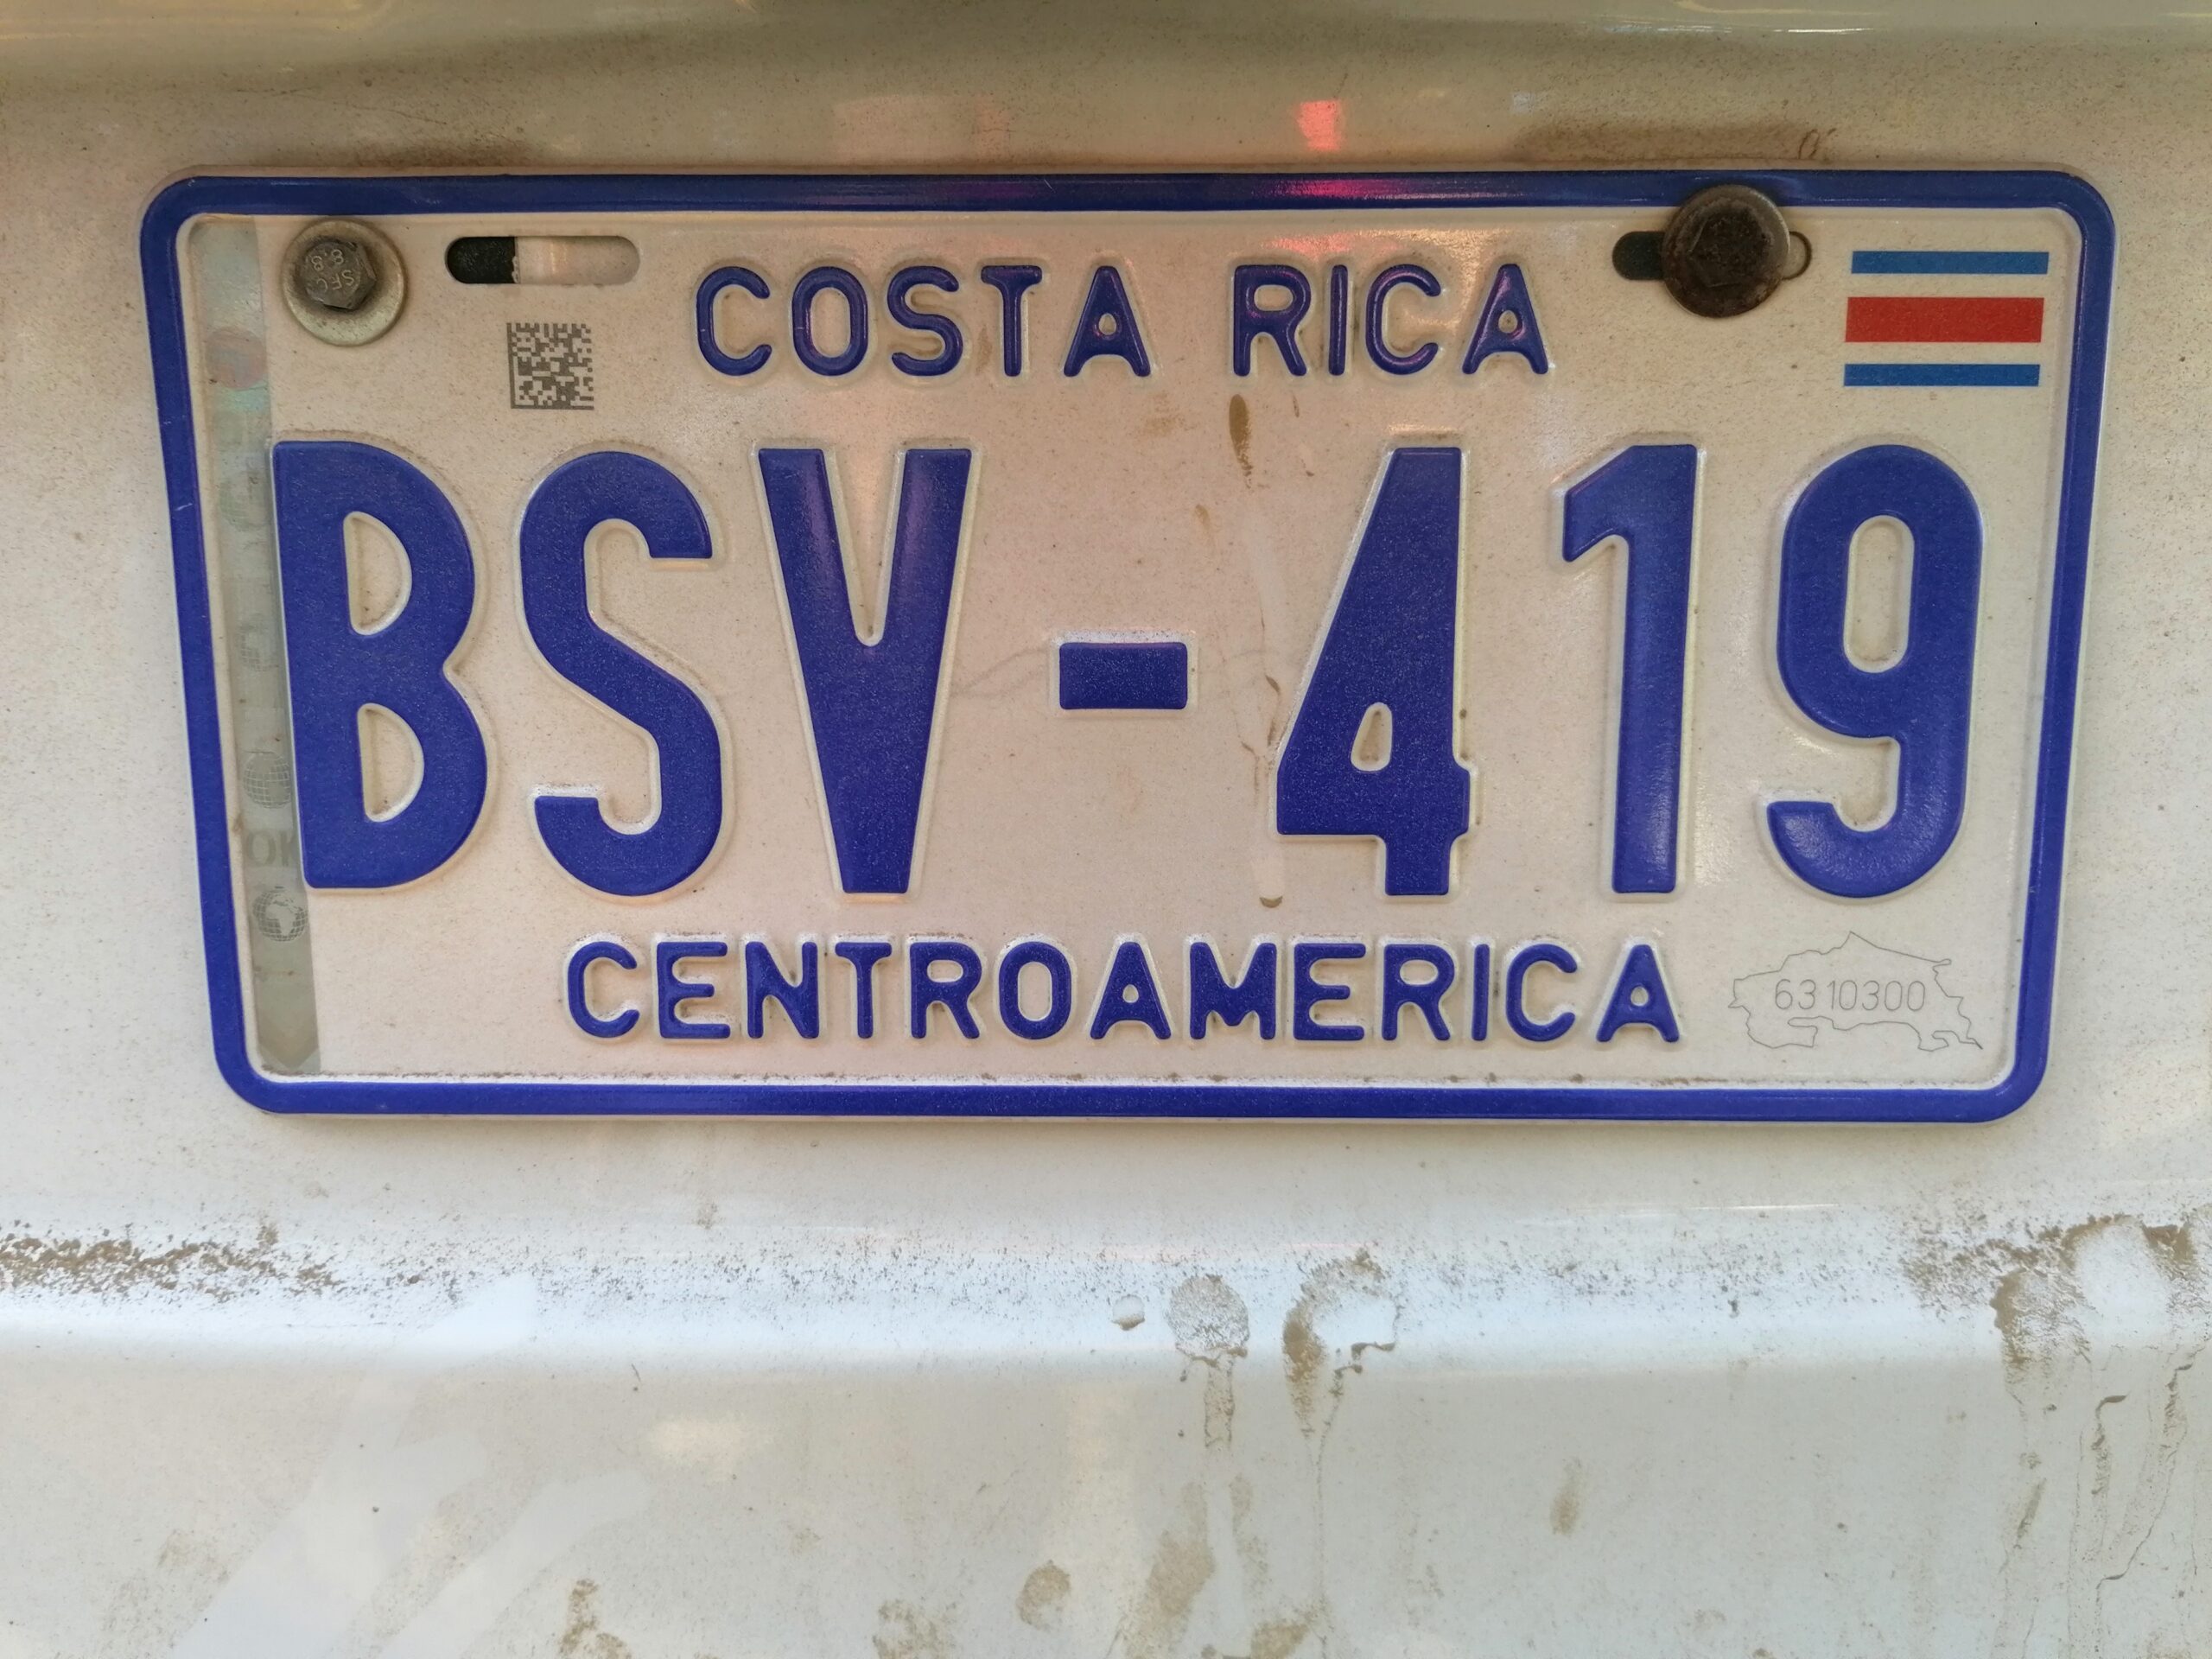 COSTA RICA
BSV-419
CENTROAMERICA
6310300